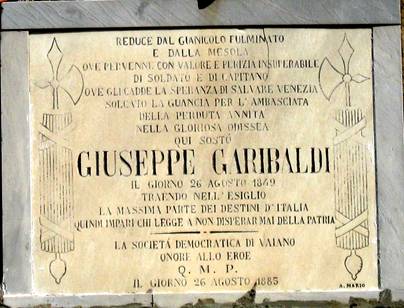 REDUCE DAL GIANICOLO FULMINATO
E DALLA MESOLA
OVE PERVENNE CON VALORE E PERIZIA INSUPERABILE
DI SOLDATO E DI CAPITANO
OVE GLI CADDE LA SPERANZA DI SALVARE VENEZIA
SOLCATO LA GUANCIA PER L'AMBASCIATA
DELLA PERDUTA ANNITA
NELLA GLORIOSA ODISSEA
QUI SOSTÒ
GIUSEPPE GARIBALDI
IL GIORNO 26 AGOSTO 1849
TRAENDO NELL'ESIGLIO
LA MASSIMA PARTE DEI DESTINI D'ITALIA
QUINDI IMPARI CHI LEGGE A NON DISPERAR MAI DELLA PATRIA
LA SOCIETÀ DEMOCRATICA DI VAIANO
ONORE ALLO EROE
Q. M. P.
IL GIORNO 26 AGOSTO 1885
A. MARIO